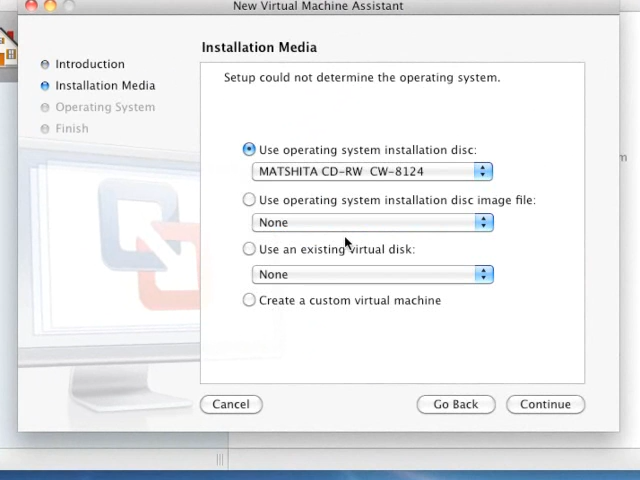 New Virtual Machine Assistant
Installation Media
Introduction
Installation Media
Operating System
Finish
Setup could not determine the operating system.
Use operating system installation disc:
MATSHITA CD-RW CW-8124
Use operating system installation disc image file:
None
Use an existing virtual disk:
None
Create a custom virtual machine
Cancel
Go Back
Continue